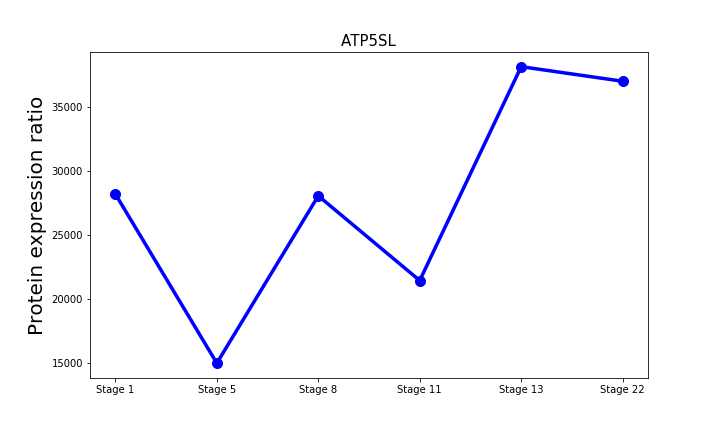 ATP5SL
Protein expression ratio
35000
30000
25000
20000
15000
Stage 1
Stage 5
Stage 8
Stage 11
Stage 13
Stage 22